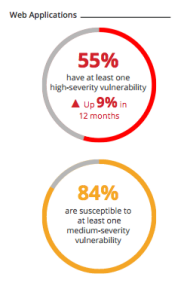 Web Applications
55%
have at least one
high-severity vulnerability
▲ Up 9% in
12 months
84%
are susceptible to
at least one
medium-severity
vulnerability